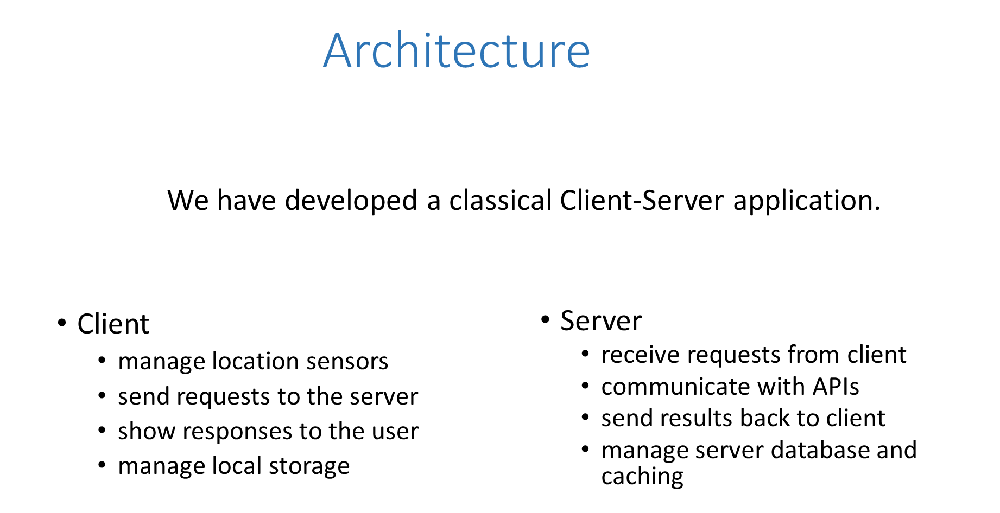 Architecture
We have developed a classical Client-Server application.
• Client
• manage location sensors
• send requests to the server
• show responses to the user
• manage local storage
• Server
• receive requests from client
• communicate with APIs
• send results back to client
• manage server database and
caching